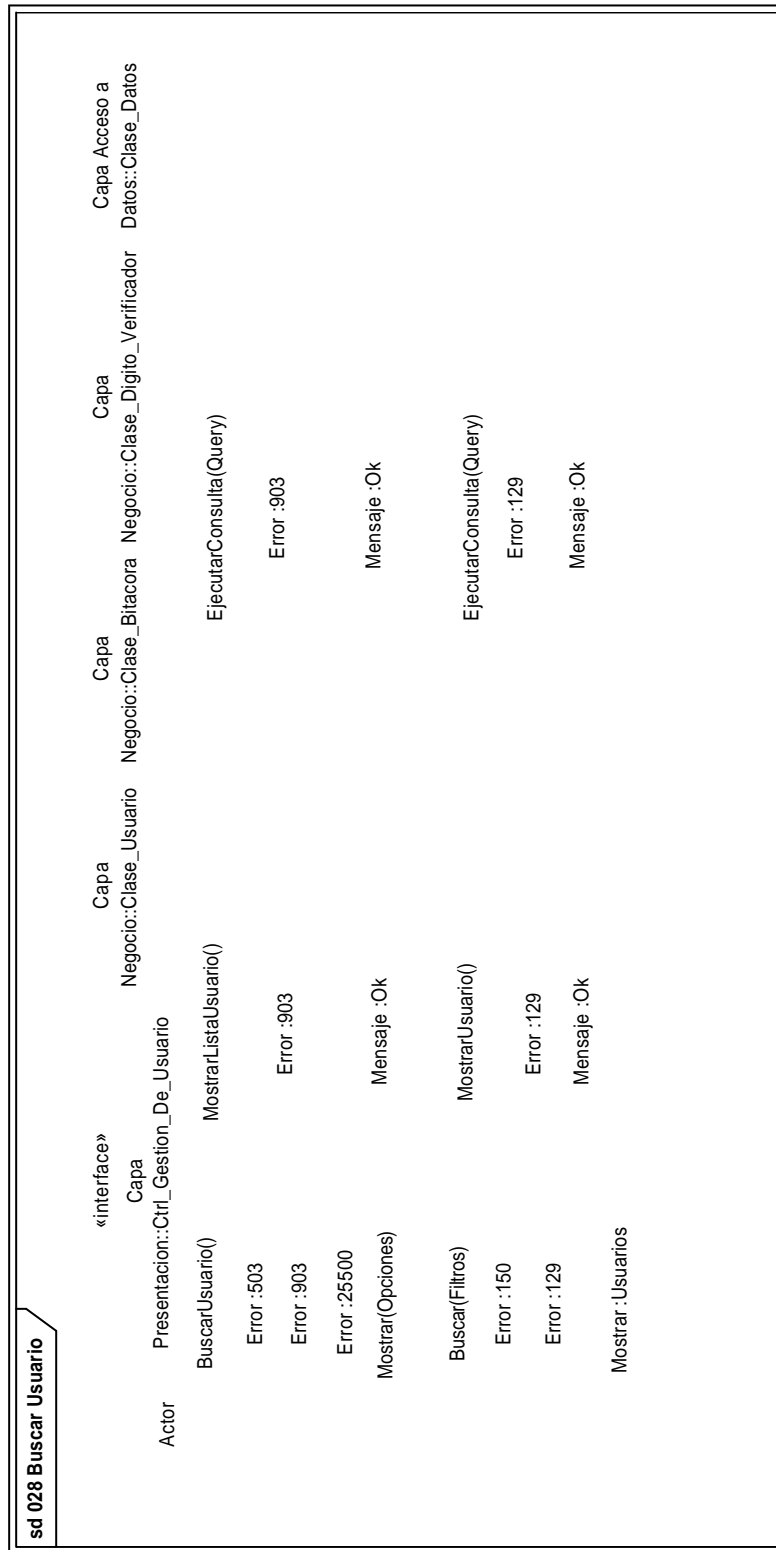 sd 028 Buscar Usuario
Actor
«interface»
Capa
Presentacion::Ctrl_Gestion_De_Usuario
Capa
Negocio::Clase_Usuario
Capa
Negocio::Clase_Bitacora
Capa
Negocio::Clase_Digito_Verificador
Capa Acceso a
Datos::Clase_Datos
BuscarUsuario()
MostrarListaUsuario()
EjecutarConsulta(Query)
Error :503
Error :903
Error :903
Error :903
Error :25500
Mostrar(Opciones)
Mensaje :Ok
Mensaje :Ok
Buscar(Filtros)
MostrarUsuario()
EjecutarConsulta(Query)
Error :150
Error :129
Error :129
Error :129
Mensaje :Ok
Mensaje :Ok
Mostrar :Usuarios